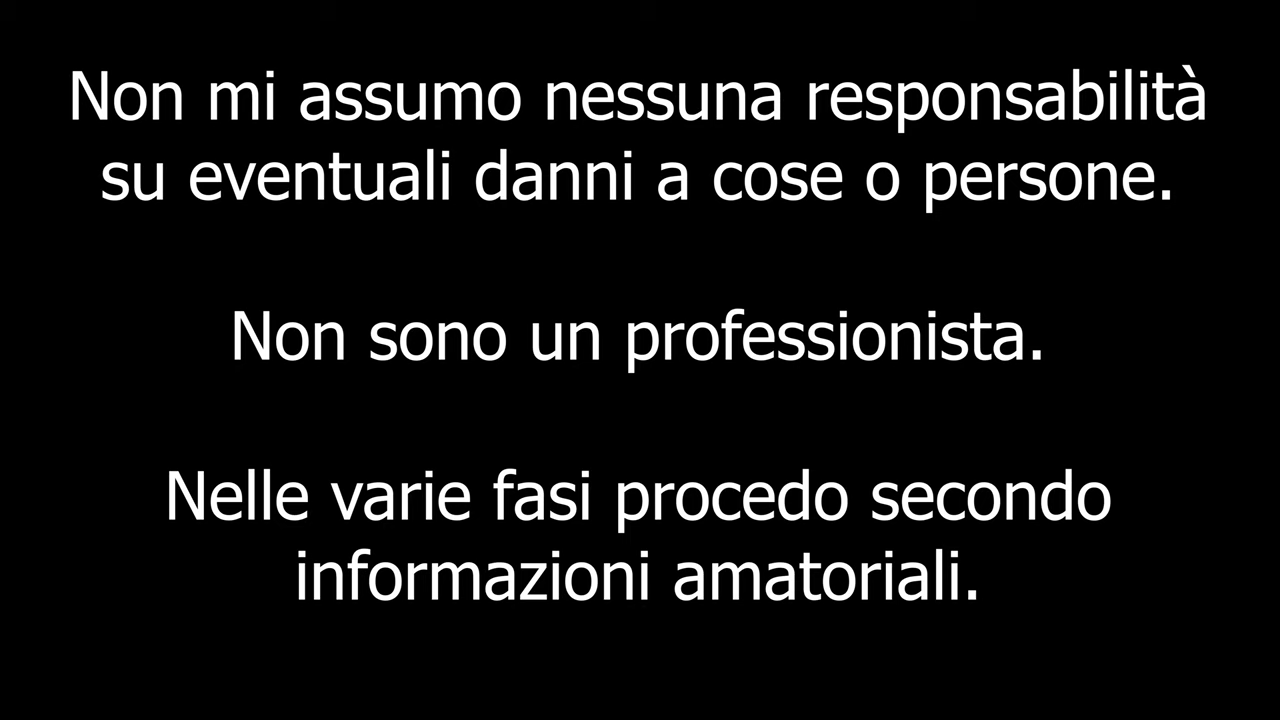 Non mi assumo nessuna responsabilità
su eventuali danni a cose o persone.
Non sono un professionista.
Nelle varie fasi procedo secondo
informazioni amatoriali.